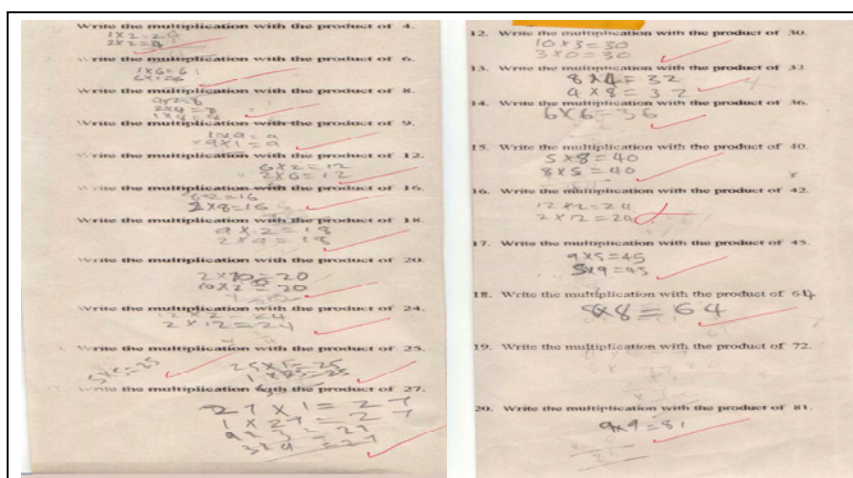 Write the multiplication with the product of 4.
1x2=2
2x2=4
Write the multiplication with the product of 6.
1x6=6
6x1=6
Write the multiplication with the product of 8.
4x2=8
2x4=8
1x4=4
Write the multiplication with the product of 9.
1x9=9
9x1=9
Write the multiplication with the product of 12.
6x2=12
2x6=12
Write the multiplication with the product of 16.
=16
2x8=16
Write the multiplication with the product of 18.
9x2=18
2x9=18
Write the multiplication with the product of 20.
2x10=20
10x2=20
Write the multiplication with the product of 24.
2x12=24
Write the multiplication with the product of 25.
5x5=25
25x1=25
1x25=25
Write the multiplication with the product of 27.
27x1=27
1x27=27
9x3=27
3x9=27
12. Write the multiplication with the product of 30.
10x3=30
3x0=30
13. Write the multiplication with the product of 32.
8x4=32
4x8=32
14. Write the multiplication with the product of 36.
6x6=36
15. Write the multiplication with the product of 40.
5x8=40
8x5=40
16. Write the multiplication with the product of 42.
12x2=24
2x12=24
17. Write the multiplication with the product of 45.
9x5=45
5x9=45
18. Write the multiplication with the product of 64.
8x8=64
19. Write the multiplication with the product of 72.
20. Write the multiplication with the product of 81.
9x9=81